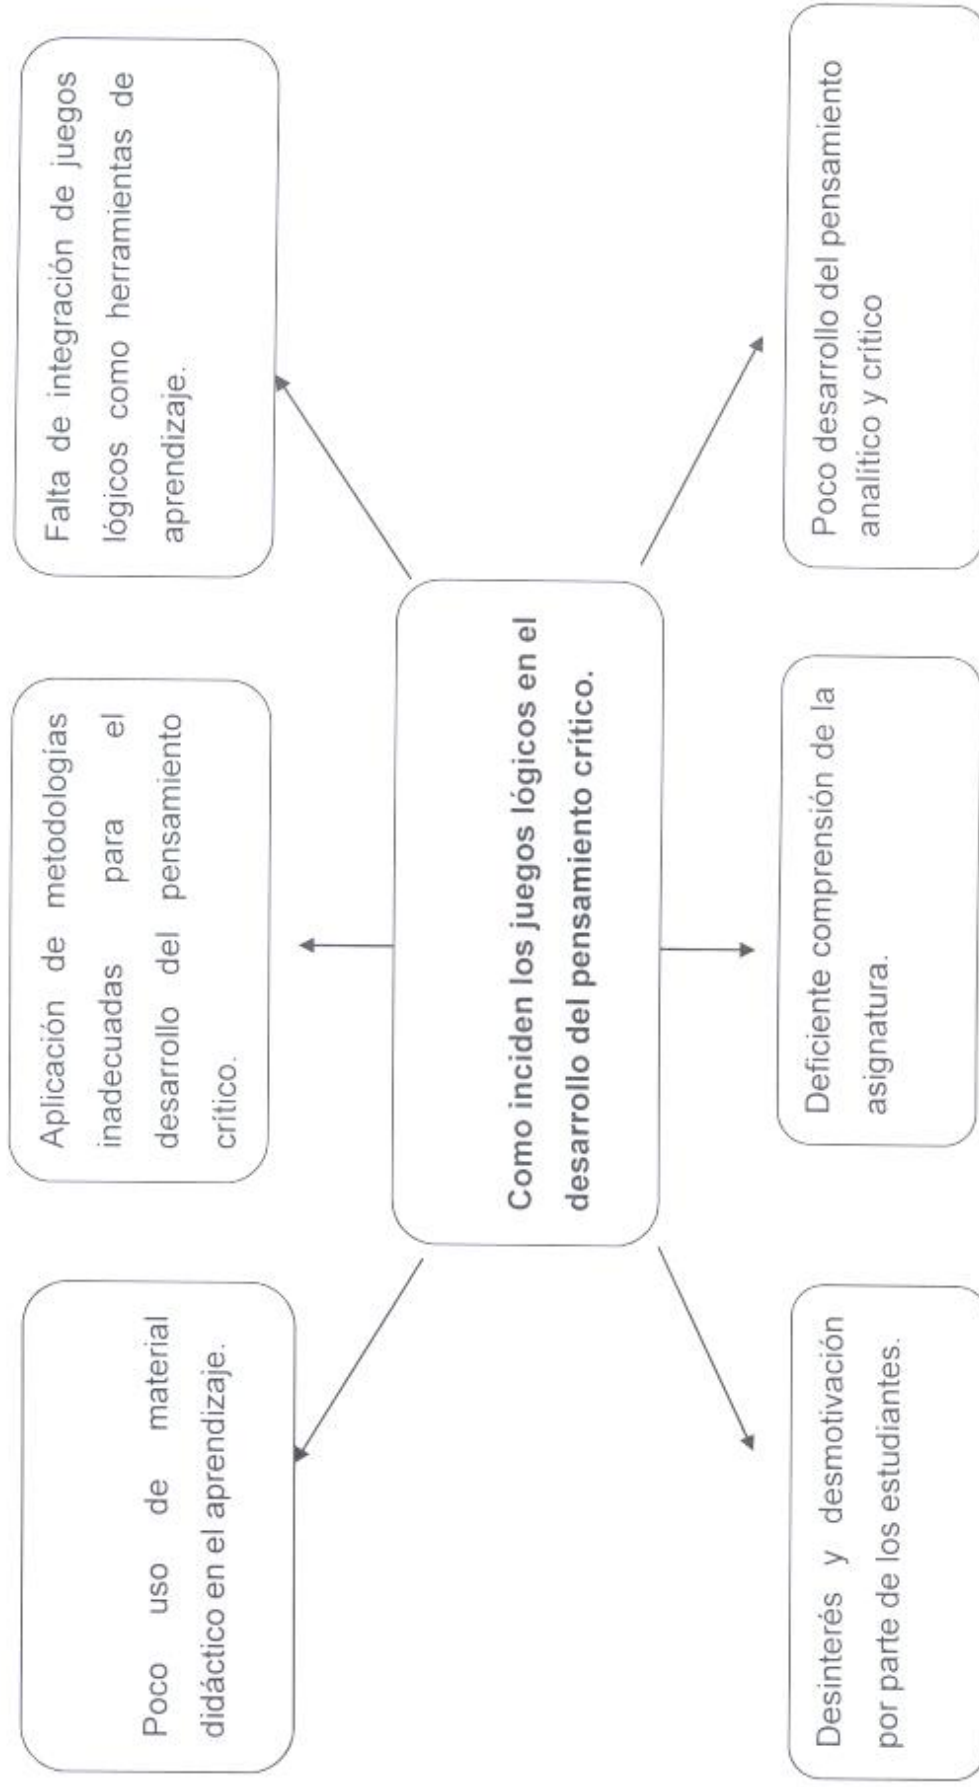 Poco uso de material
didáctico en el aprendizaje.
Aplicación de metodologías
inadecuadas para el
desarrollo del pensamiento
crítico.
Falta de integración de juegos
lógicos como herramientas de
aprendizaje.
Como inciden los juegos lógicos en el
desarrollo del pensamiento crítico.
Desinterés y desmotivación
por parte de los estudiantes.
Deficiente comprensión de la
asignatura.
Poco desarrollo del pensamiento
analítico y crítico